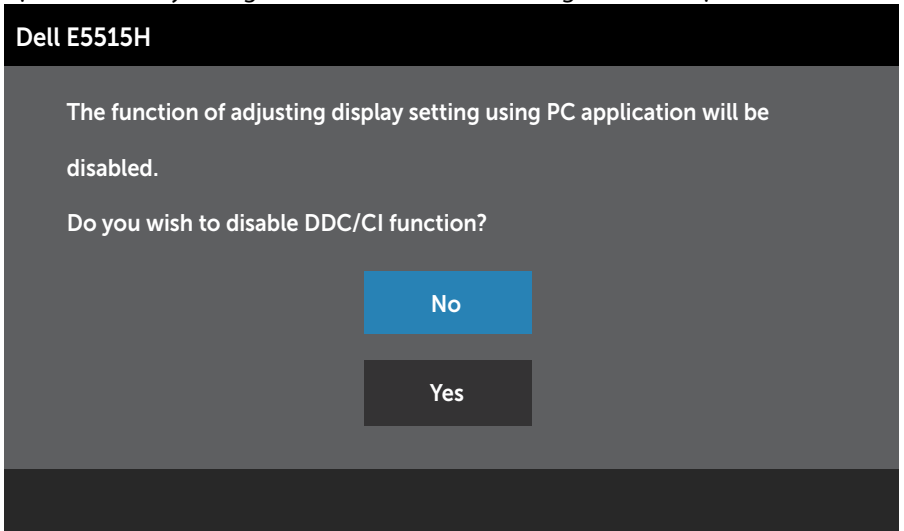 Dell E5515H
The function of adjusting display setting using PC application will be
disabled.
Do you wish to disable DDC/CI function?
No
Yes